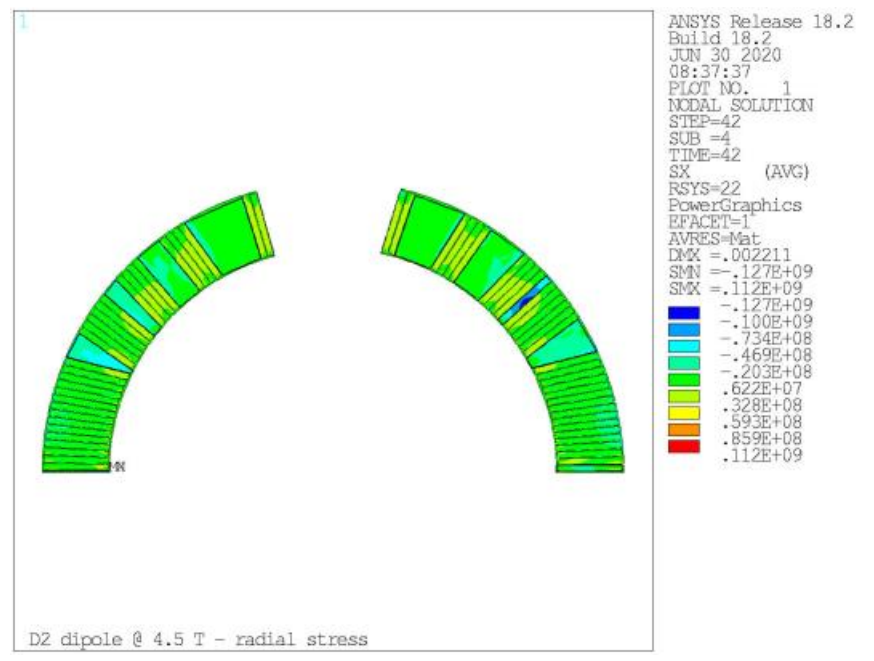 1
ANSYS Release 18.2
Build 18.2
JUN 30 2020
08:37:37
PLOT NO. 1
NODAL SOLUTION
STEP=42
SUB =4
TIME=42
SX (AVG)
RSYS=22
PowerGraphics
EFACET=1
AVRES=Mat
DMX =.002211
SMN =-.127E+09
SMX =.112E+09
-.127E+09
-.100E+09
-.734E+08
-.469E+08
-.203E+08
.622E+07
.328E+08
.593E+08
.859E+08
.112E+09
D2 dipole @ 4.5 T - radial stress